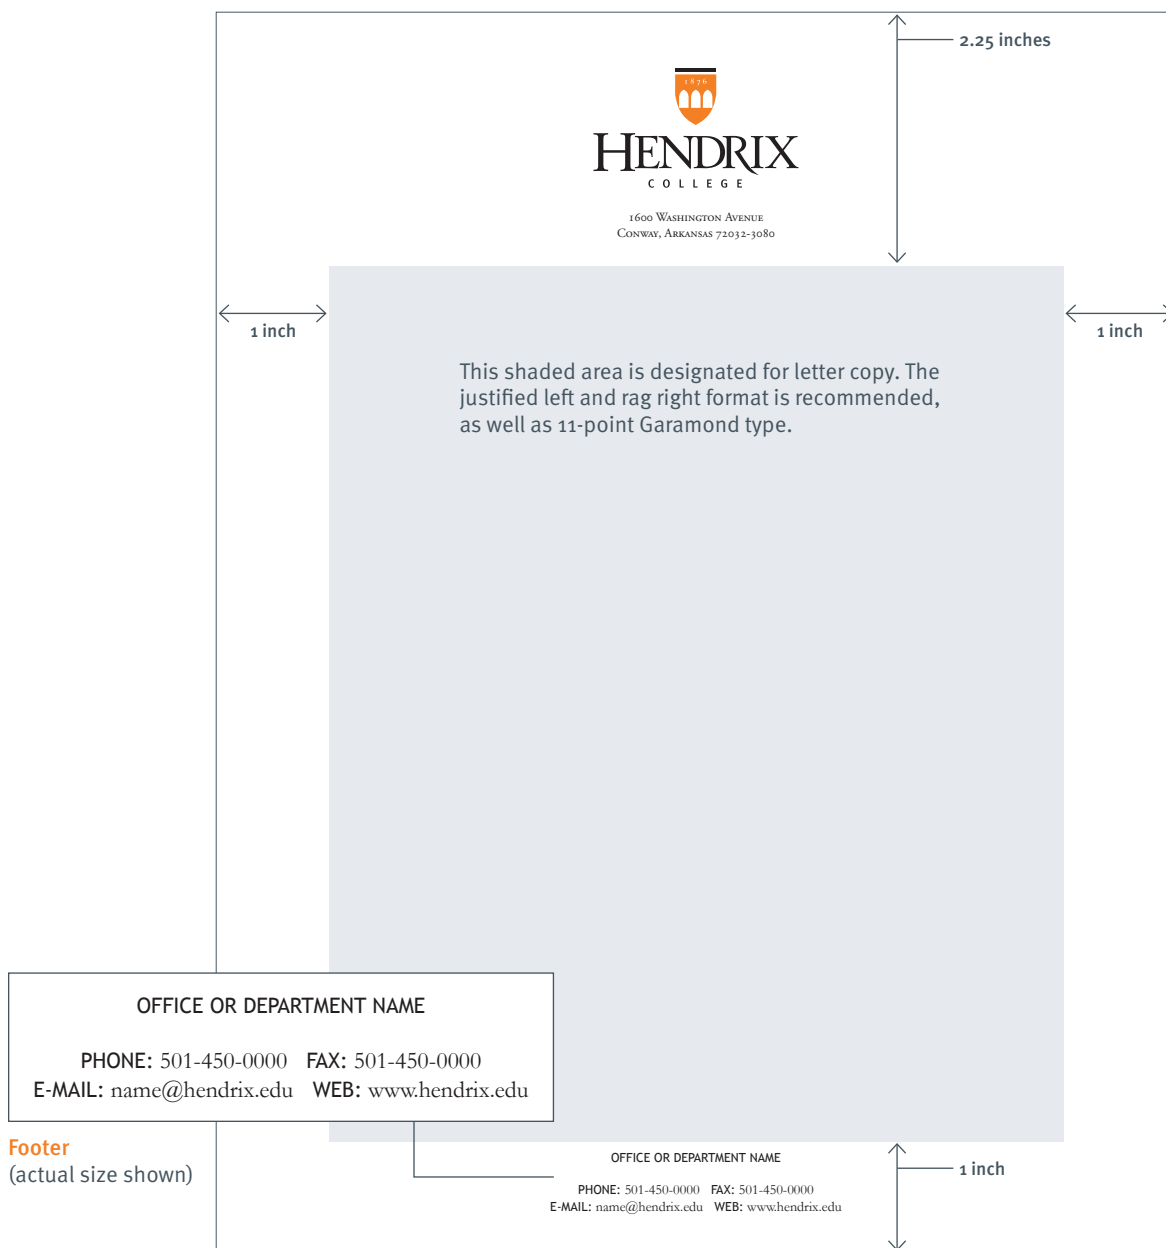 2.25 inches
1876
HENDRIX
COLLEGE
1600 Washington Avenue
Conway, Arkansas 72032-3080
1 inch
1 inch
This shaded area is designated for letter copy. The
justified left and rag right format is recommended,
as well as 11-point Garamond type.
OFFICE OR DEPARTMENT NAME
PHONE: 501-450-0000 FAX: 501-450-0000
E-MAIL: name@hendrix.edu WEB: www.hendrix.edu
Footer
(actual size shown)
OFFICE OR DEPARTMENT NAME
PHONE: 501-450-0000 FAX: 501-450-0000
E-MAIL: name@hendrix.edu WEB: www.hendrix.edu
1 inch